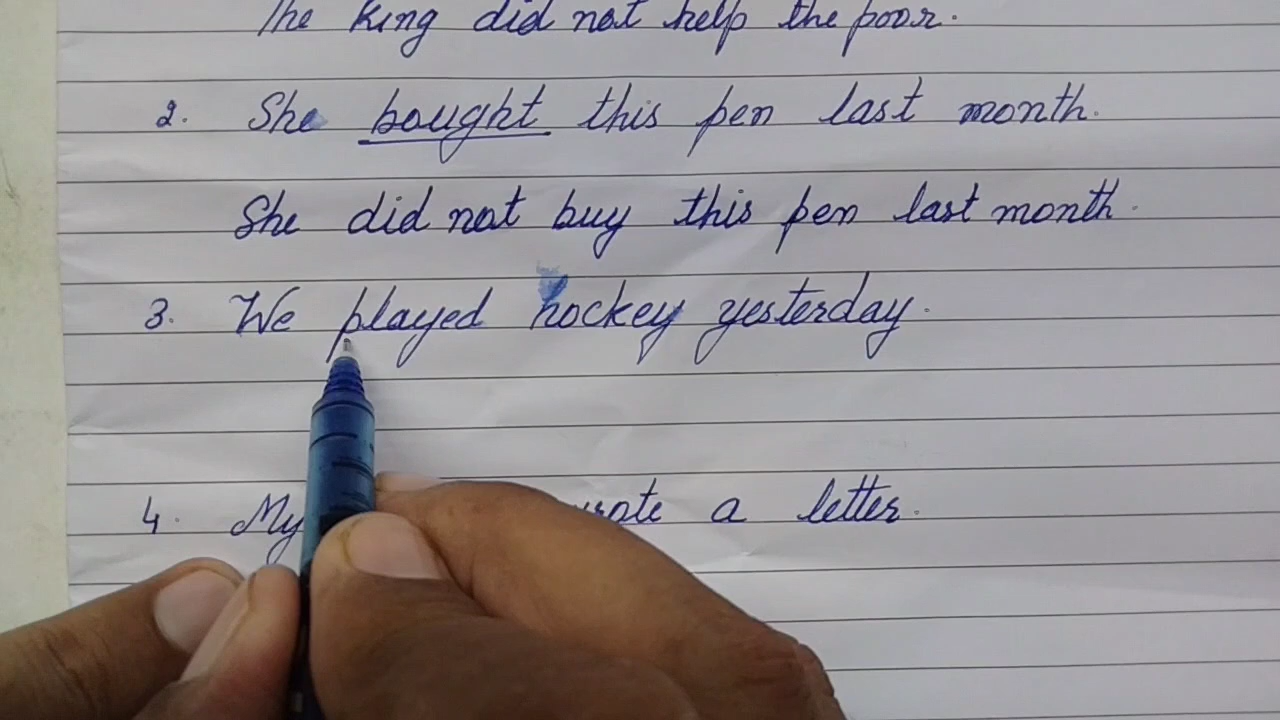 The king did not help the poor.
2. She bought this pen last month.
She did not buy this pen last month.
3. We played hockey yesterday.
4. My wrote a letter.